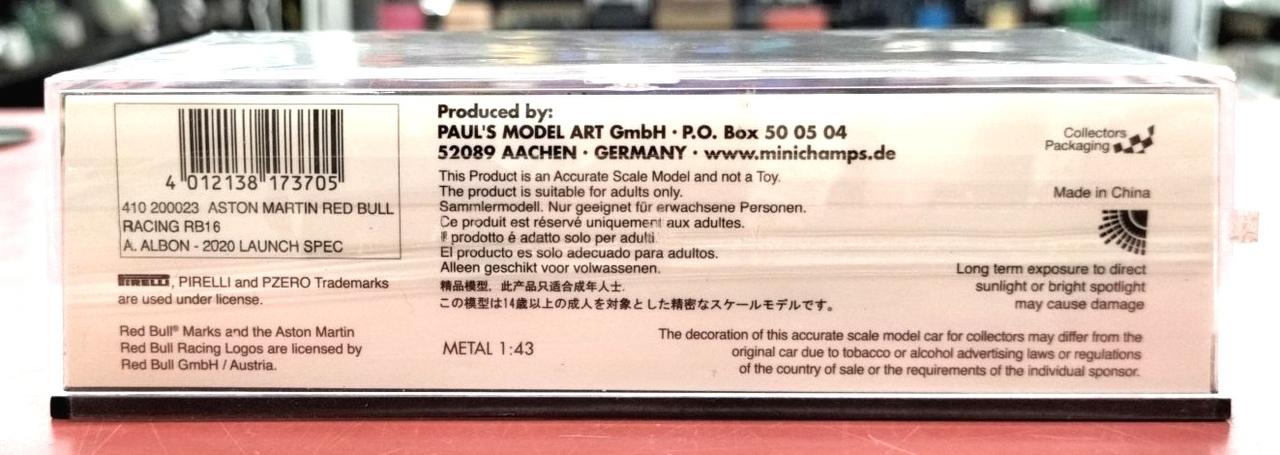 4 012138 173705
410 200023 ASTON MARTIN RED BULL
RACING RB16
A. ALBON - 2020 LAUNCH SPEC
PIRELLI, PIRELLI and PZERO Trademarks
are used under license.
Red Bull® Marks and the Aston Martin
Red Bull Racing Logos are licensed by
Red Bull GmbH / Austria.
Produced by:
PAUL'S MODEL ART GmbH · P.O. Box 50 05 04
52089 AACHEN · GERMANY · www.minichamps.de
This Product is an Accurate Scale Model and not a Toy.
The product is suitable for adults only.
Sammlermodell. Nur geeignet für erwachsene Personen.
Ce produit est réservé uniquement aux adultes.
Il prodotto é adatto solo per adulti.
El producto es solo adecuado para adultos.
Alleen geschikt voor volwassenen.
精品模型，此产品只适合成年人士.
この模型は14歳以上の成人を対象とした精密なスケールモデルです。
METAL 1:43
Collectors
Packaging
Made in China
Long term exposure to direct
sunlight or bright spotlight
may cause damage
The decoration of this accurate scale model car for collectors may differ from the
original car due to tobacco or alcohol advertising laws or regulations
of the country of sale or the requirements of the individual sponsor.